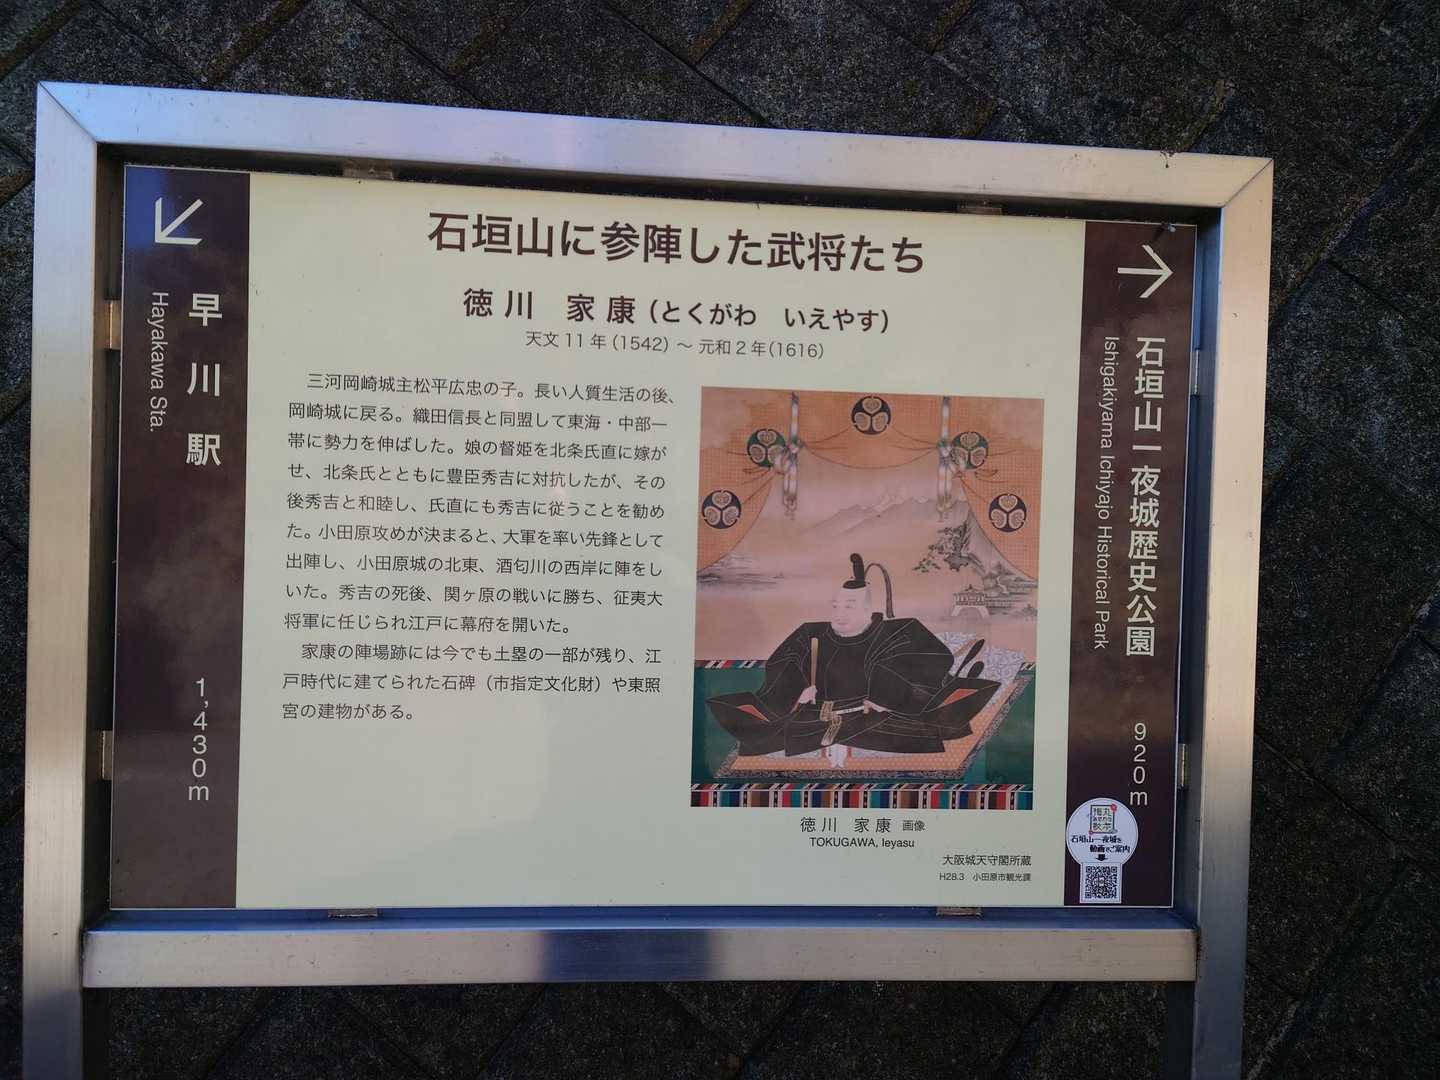 石垣山に参陣した武将たち
徳川 家康（とくがわ いえやす）
天文11年（1542）～元和2年（1616）
三河岡崎城主松平広忠の子。長い人質生活の後、
岡崎城に戻る。織田信長と同盟して東海・中部一
帯に勢力を伸ばした。娘の督姫を北条氏直に嫁が
せ、北条氏とともに豊臣秀吉に対抗したが、その
後秀吉と和睦し、氏直にも秀吉に従うことを勧め
た。小田原攻めが決まると、大軍を率い先鋒として
出陣し、小田原城の北東、酒匂川の西岸に陣をし
いた。秀吉の死後、関ヶ原の戦いに勝ち、征夷大
将軍に任じられ江戸に幕府を開いた。
家康の陣場跡には今でも土塁の一部が残り、江
戸時代に建てられた石碑（市指定文化財）や東照
宮の建物がある。
徳川 家康 画像
TOKUGAWA, Ieyasu
大阪城天守閣所蔵
H28.3 小田原市観光課
早川駅
Hayakawa Sta.
1,430m
石垣山一夜城歴史公園
Ishigakiyama Ichiyajo Historical Park
920m
石垣山一夜城を
動画でご案内